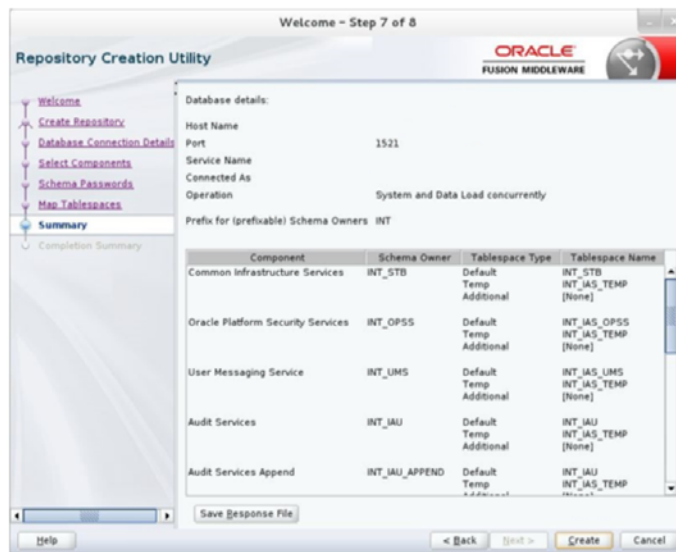 Welcome - Step 7 of 8
Repository Creation Utility
ORACLE
FUSION MIDDLEWARE
Welcome
Create Repository
Database Connection Details
Select Components
Schema Passwords
Map Tablespaces
Summary
Completion Summary
Database details:
Host Name
Port 1521
Service Name
Connected As
Operation System and Data Load concurrently
Prefix for (prefixable) Schema Owners INT
Component Schema Owner Tablespace Type Tablespace Name
Common Infrastructure Services INT_STB Default INT_STB
Temp INT_IAS_TEMP
Additional [None]
Oracle Platform Security Services INT_OPSS Default INT_IAS_OPSS
Temp INT_IAS_TEMP
Additional [None]
User Messaging Service INT_UMS Default INT_IAS_UMS
Temp INT_IAS_TEMP
Additional [None]
Audit Services INT_IAU Default INT_IAU
Temp INT_IAS_TEMP
Additional [None]
Audit Services Append INT_IAU_APPEND Default INT_IAU
Temp INT_IAS_TEMP
Save Response File
Help < Back Next > Create Cancel